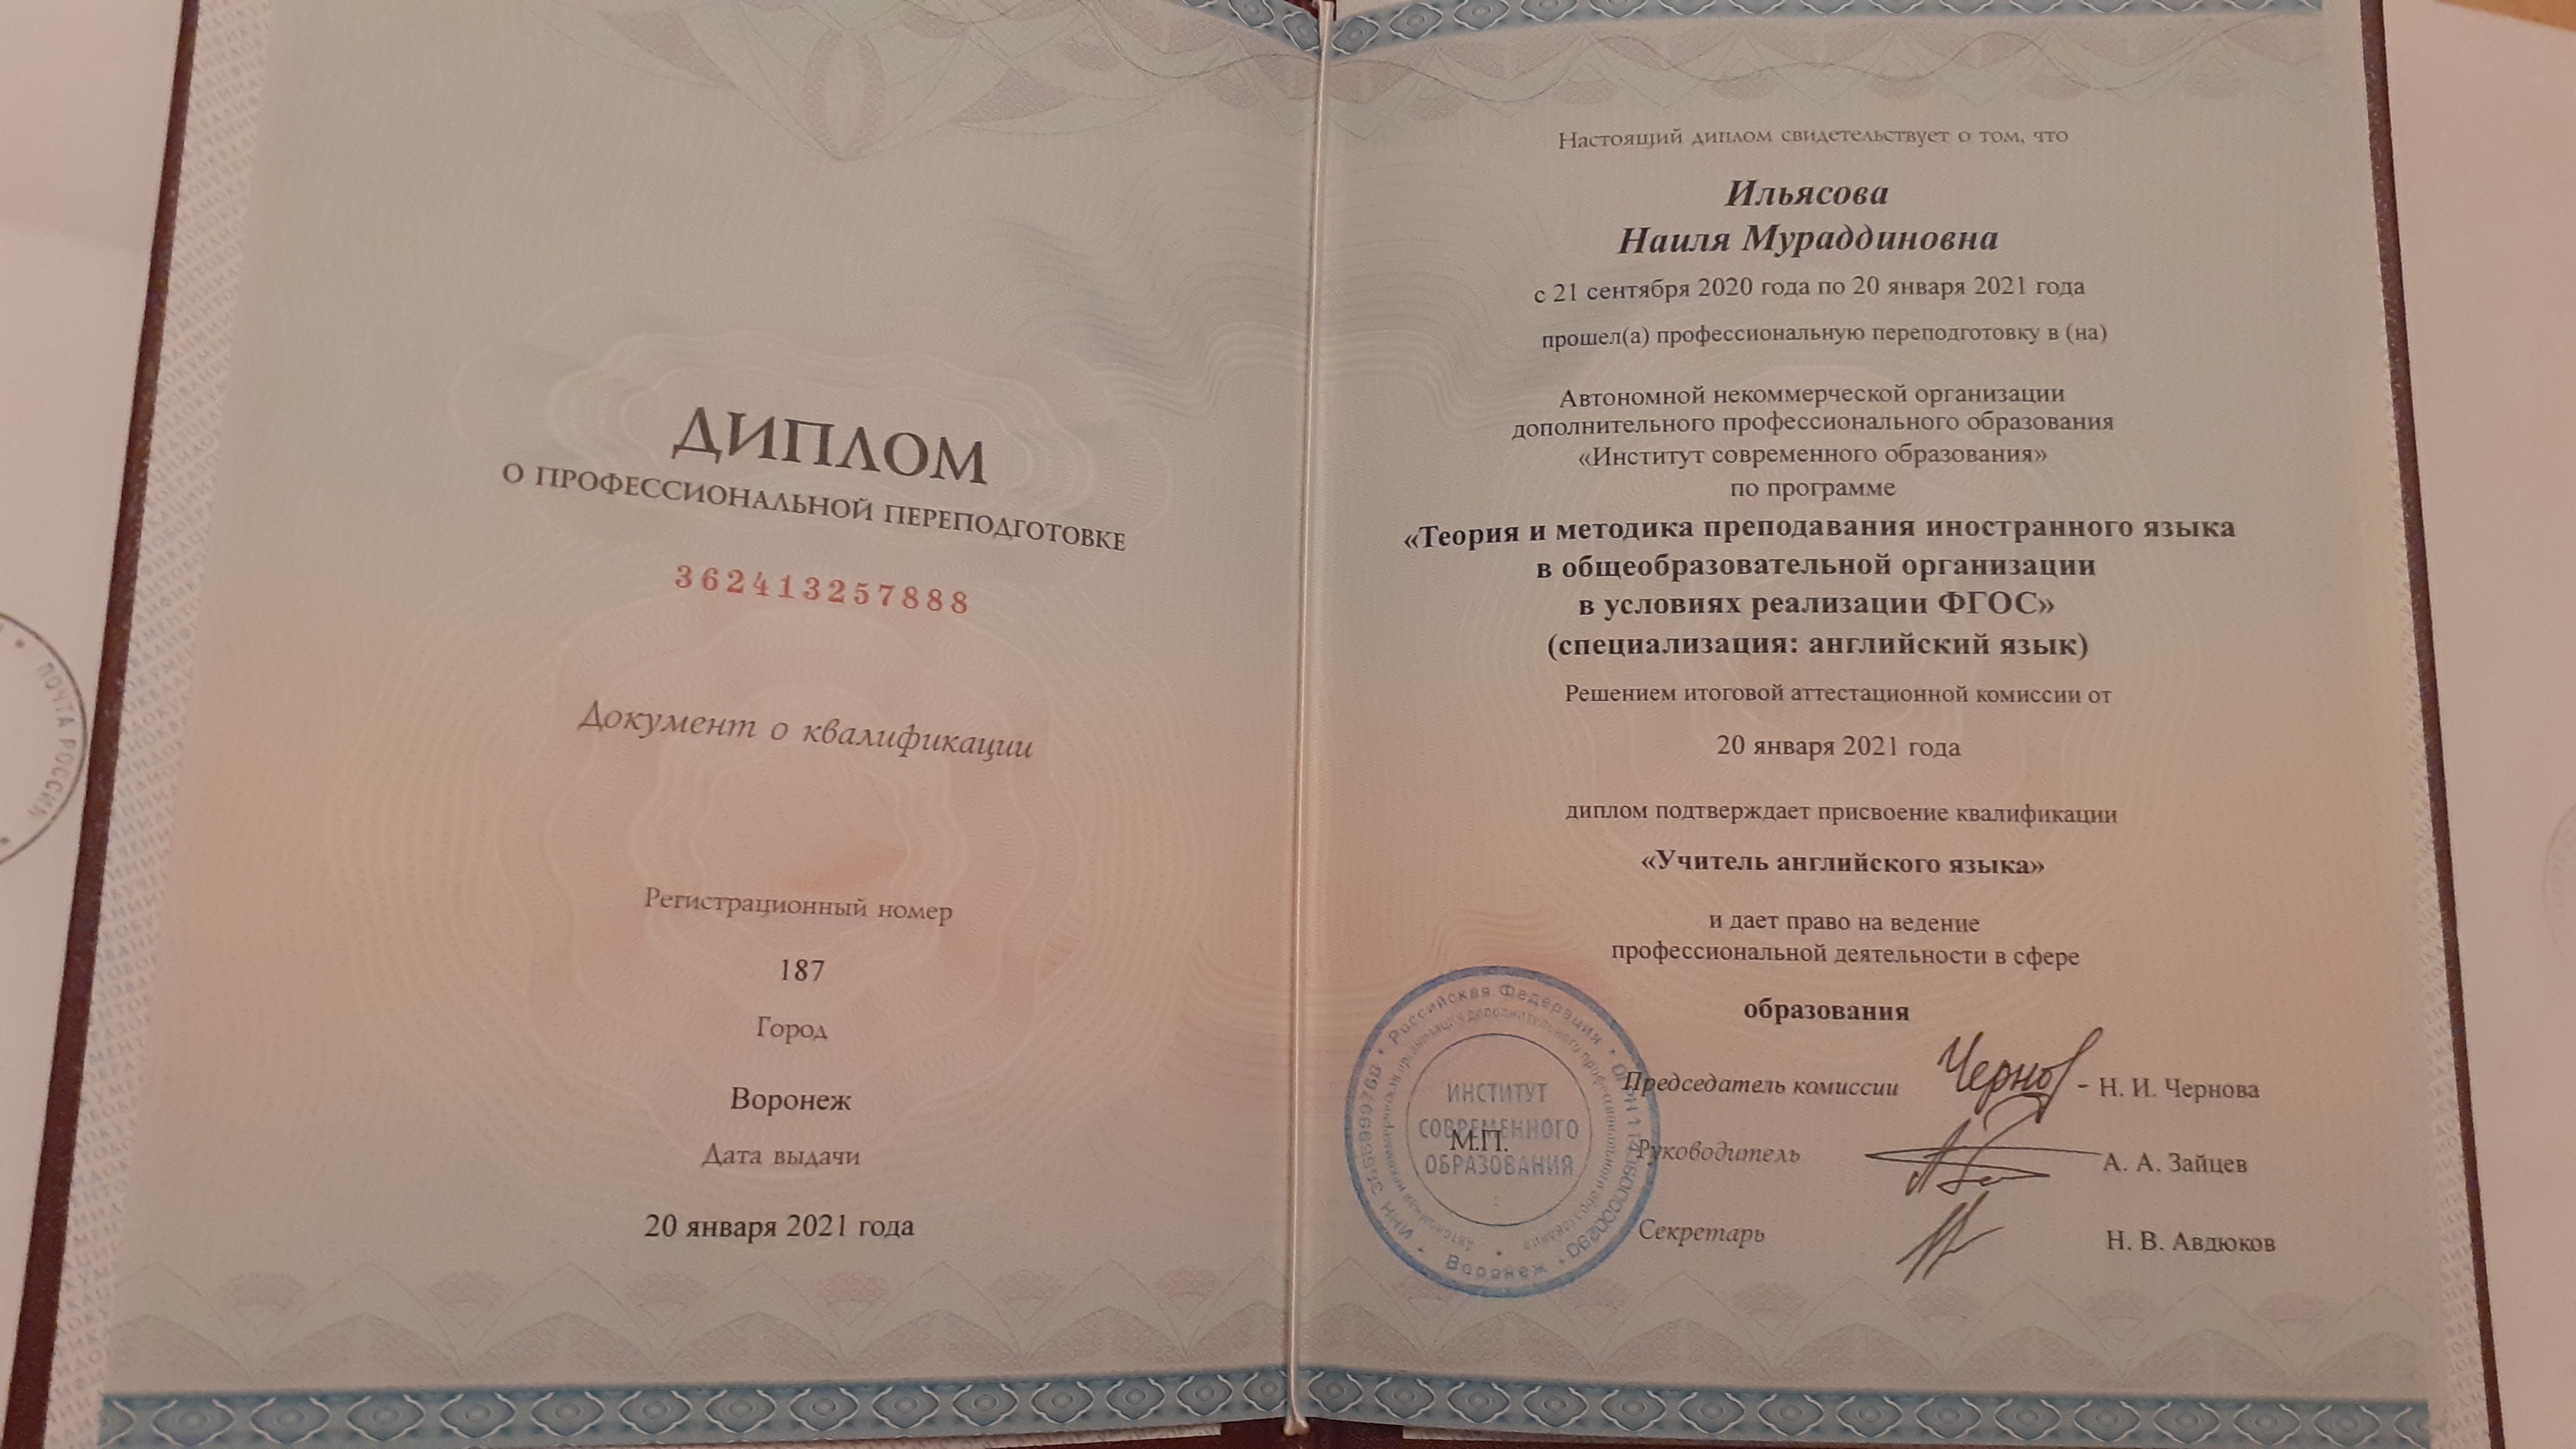 ДИПЛОМ
О ПРОФЕССИОНАЛЬНОЙ ПЕРЕПОДГОТОВКЕ
362413257888
Документ о квалификации
Регистрационный номер
187
Город
Воронеж
Дата выдачи
20 января 2021 года
Настоящий диплом свидетельствует о том, что
Ильясова
Наиля Мураддиновна
с 21 сентября 2020 года по 20 января 2021 года
прошел(а) профессиональную переподготовку в (на)
Автономной некоммерческой организации
дополнительного профессионального образования
«Институт современного образования»
по программе
«Теория и методика преподавания иностранного языка
в общеобразовательной организации
в условиях реализации ФГОС»
(специализация: английский язык)
Решением итоговой аттестационной комиссии от
20 января 2021 года
диплом подтверждает присвоение квалификации
«Учитель английского языка»
и дает право на ведение
профессиональной деятельности в сфере
образования
Председатель комиссии Чернов - Н. И. Чернова
Руководитель А. А. Зайцев
Секретарь Н. В. Авдюков
М.П.
ИНСТИТУТ
СОВРЕМЕННОГО
ОБРАЗОВАНИЯ
Российская Федерация
Воронеж
ПОЧТА РОССИИ